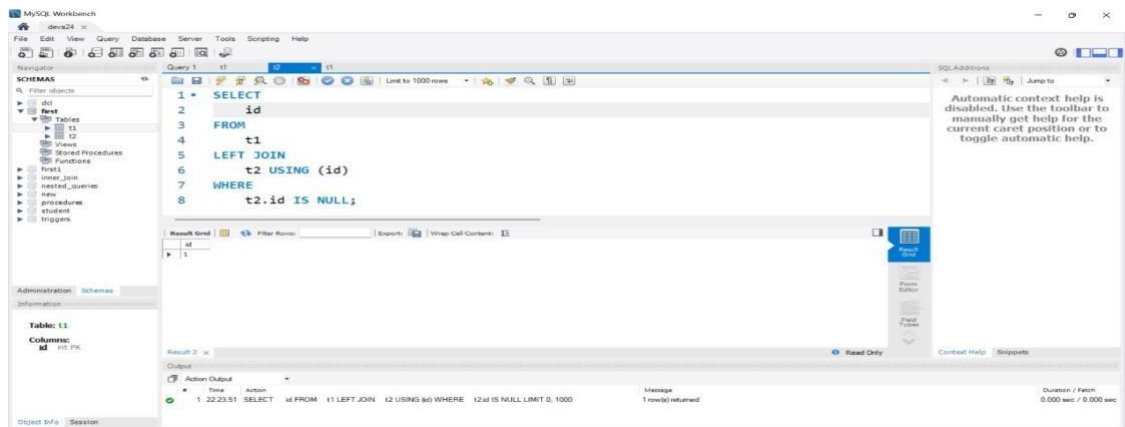 MySQL Workbench
deva24 ×
File Edit View Query Database Server Tools Scripting Help
Navigator
SCHEMAS
Filter objects
dcl
first
Tables
t1
t2
Views
Stored Procedures
Functions
first1
inner_join
nested_queries
new
procedures
student
triggers
Administration Schemas
Information
Table: t1
Columns:
id int PK
Object Info Session
Query 1 t1 t2 × t1
Limit to 1000 rows
1 SELECT
2 id
3 FROM
4 t1
5 LEFT JOIN
6 t2 USING (id)
7 WHERE
8 t2.id IS NULL;
Result Grid Filter Rows: Export: Wrap Cell Content:
id
1
Result Grid
Form Editor
Field Types
Result 2 × Read Only
Output
Action Output
# Time Action Message Duration / Fetch
1 22:23:51 SELECT id FROM t1 LEFT JOIN t2 USING (id) WHERE t2.id IS NULL LIMIT 0, 1000 1 row(s) returned 0.000 sec / 0.000 sec
SQLAdditions
Jump to
Automatic context help is
disabled. Use the toolbar to
manually get help for the
current caret position or to
toggle automatic help.
Context Help Snippets